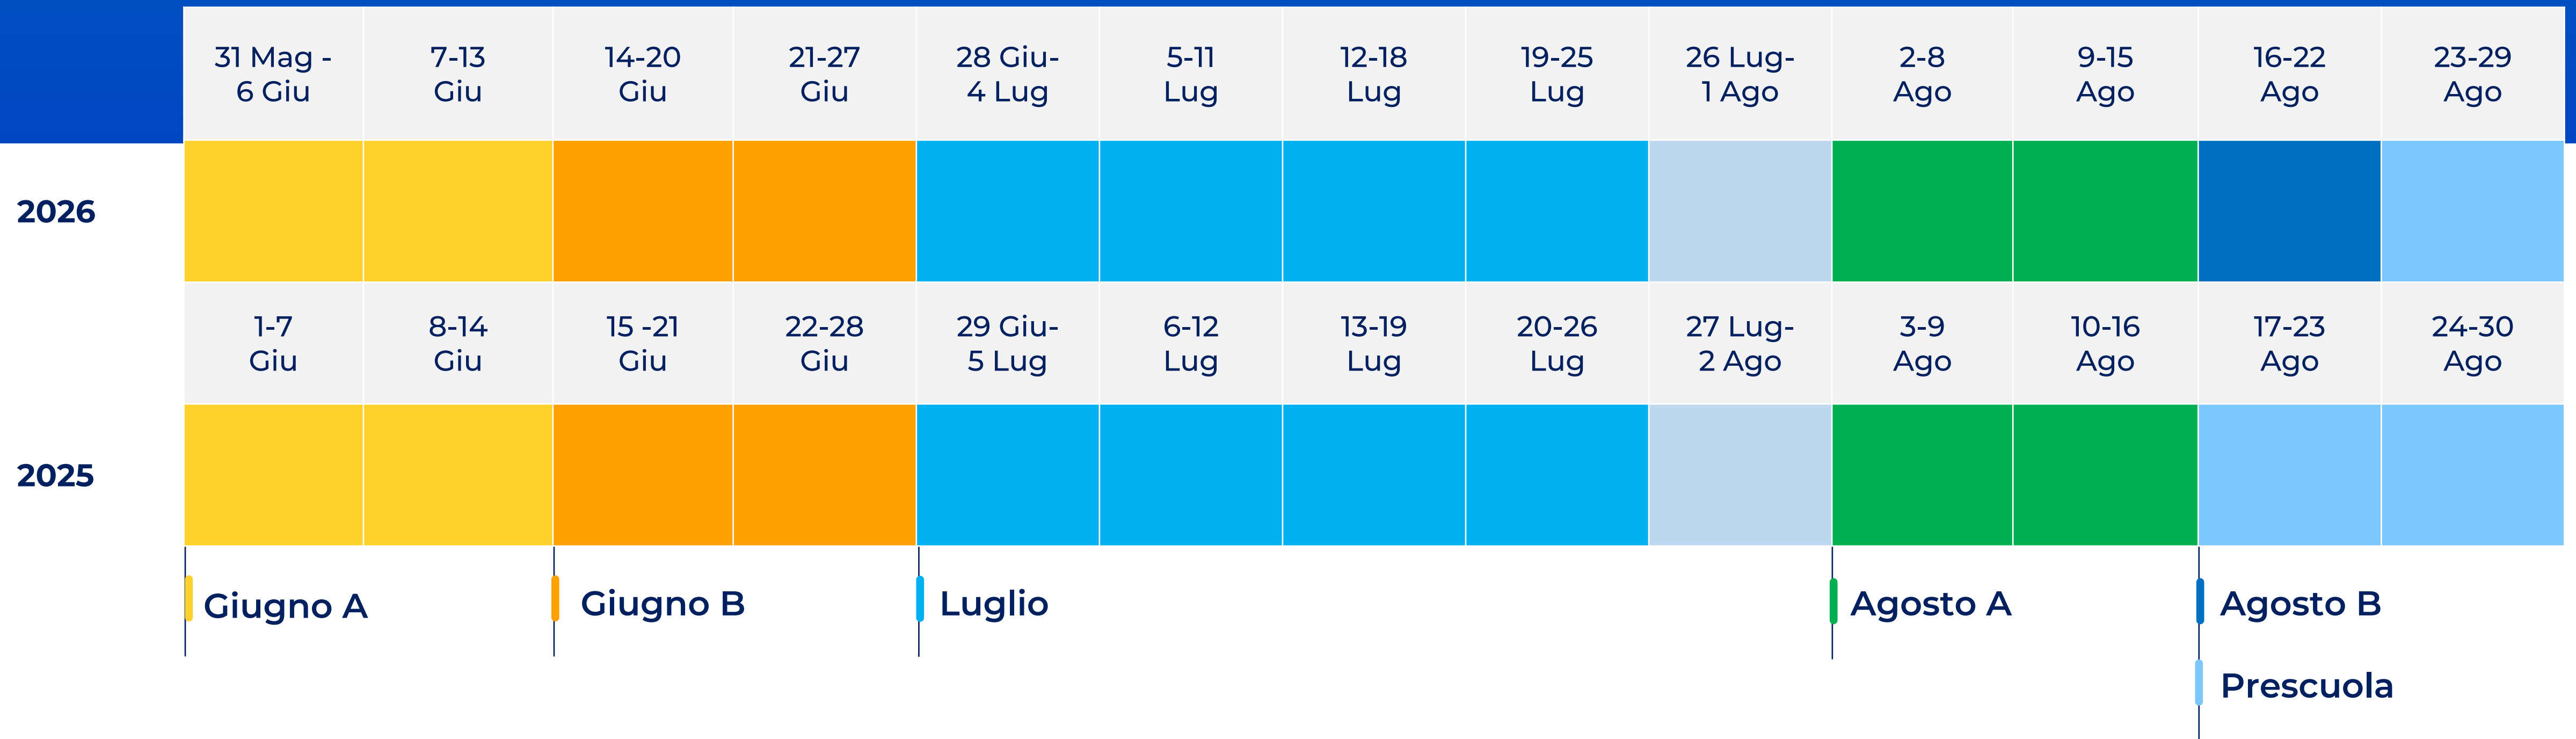 31 Mag -
6 Giu
7-13
Giu
14-20
Giu
21-27
Giu
28 Giu-
4 Lug
5-11
Lug
12-18
Lug
19-25
Lug
26 Lug-
1 Ago
2-8
Ago
9-15
Ago
16-22
Ago
23-29
Ago
2026
1-7
Giu
8-14
Giu
15 -21
Giu
22-28
Giu
29 Giu-
5 Lug
6-12
Lug
13-19
Lug
20-26
Lug
27 Lug-
2 Ago
3-9
Ago
10-16
Ago
17-23
Ago
24-30
Ago
2025
Giugno A
Giugno B
Luglio
Agosto A
Agosto B
Prescuola